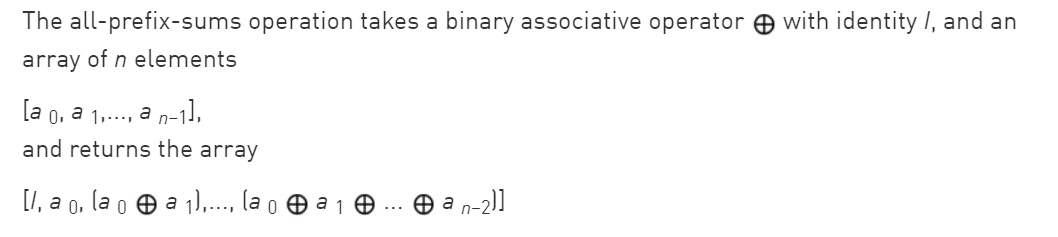 The all-prefix-sums operation takes a binary associative operator ⊕ with identity I, and an
array of n elements
[a 0, a 1,..., a n–1],
and returns the array
[I, a 0, (a 0 ⊕ a 1),..., (a 0 ⊕ a 1 ⊕ ... ⊕ a n–2)]